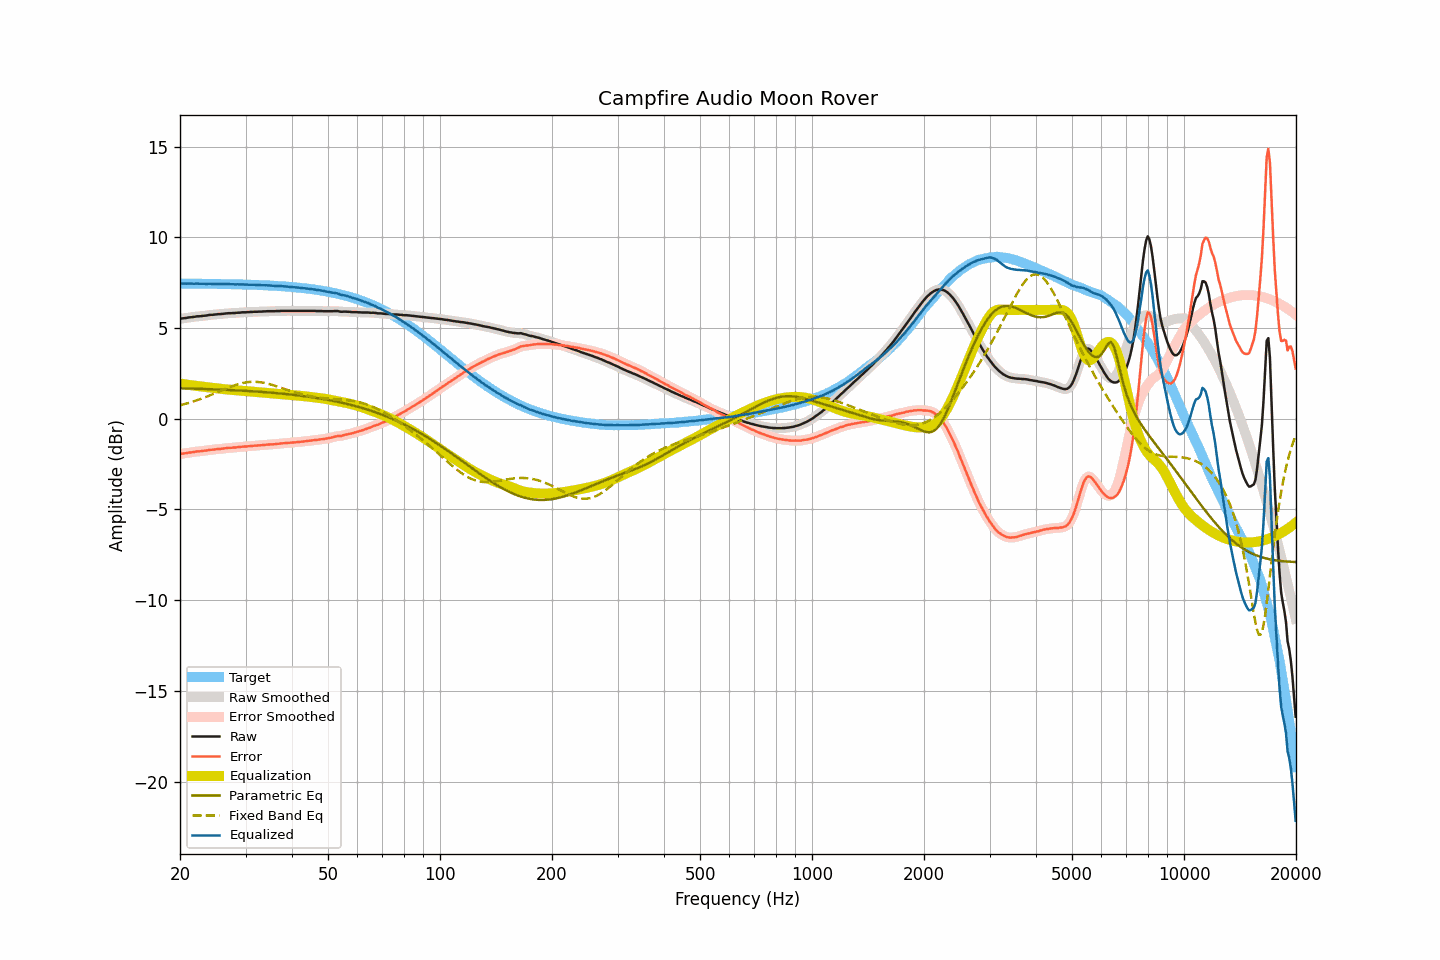 Campfire Audio Moon Rover
15
10
5
0
−5
−10
−15
−20
Amplitude (dBr)
Target
Raw Smoothed
Error Smoothed
Raw
Error
Equalization
Parametric Eq
Fixed Band Eq
Equalized
20 50 100 200 500 1000 2000 5000 10000 20000
Frequency (Hz)